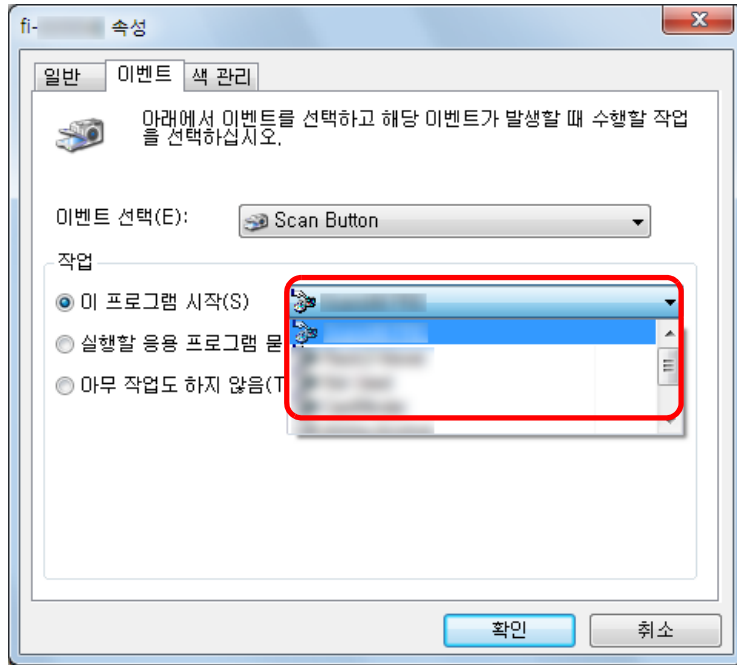 fi- 속성
일반 이벤트 색 관리
아래에서 이벤트를 선택하고 해당 이벤트가 발생할 때 수행할 작업
을 선택하십시오.
이벤트 선택(E): Scan Button
작업
이 프로그램 시작(S)
실행할 응용 프로그램 묻
아무 작업도 하지 않음(T
확인 취소